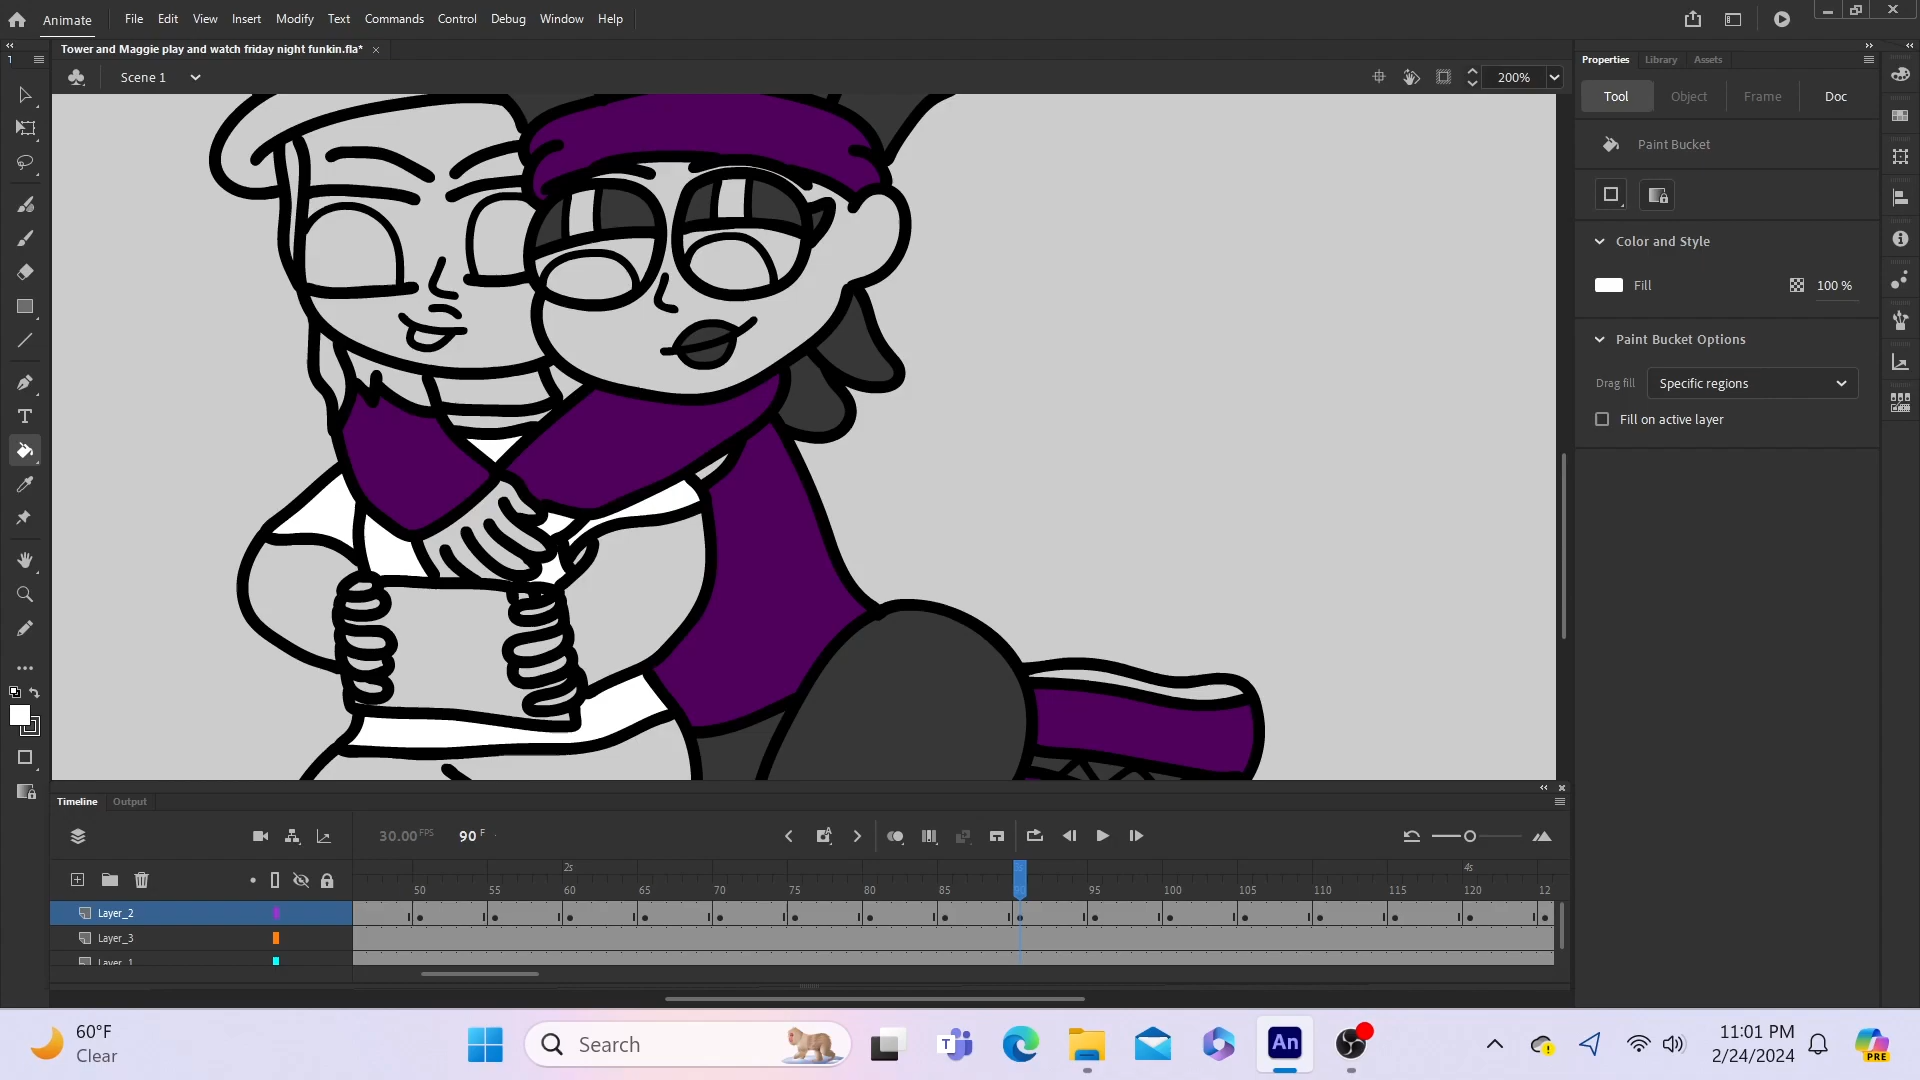 Animate
File Edit View Insert Modify Text Commands Control Debug Window Help
Tower and Maggie play and watch friday night funkin.fla*
Scene 1
200%
Properties Library Assets
Tool Object Frame Doc
Paint Bucket
Color and Style
Fill 100 %
Paint Bucket Options
Drag fill Specific regions
Fill on active layer
Timeline Output
30.00 FPS 90 F
2s 4s
50 55 60 65 70 75 80 85 90 95 100 105 110 115 120 12
Layer_2
Layer_3
Layer_1
60°F
Clear
Search
An
PRE
11:01 PM
2/24/2024